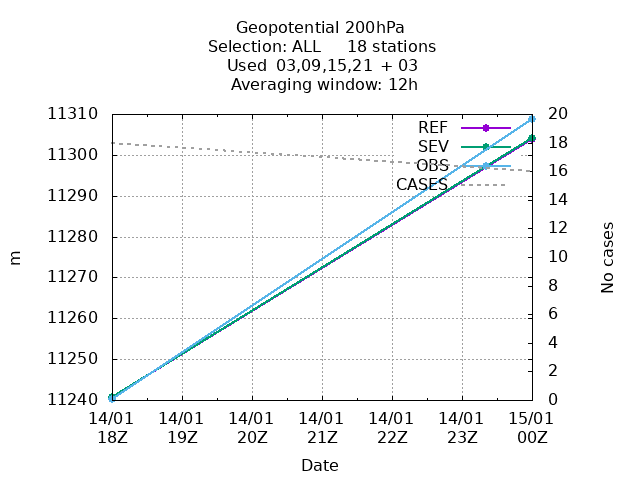 Geopotential 200hPa
Selection: ALL     18 stations
Used  03,09,15,21  + 03
Averaging window: 12h
11310
11300
11290
11280
11270
11260
11250
11240
m
20
18
16
14
12
10
8
6
4
2
0
No cases
REF
SEV
OBS
CASES
14/01 14/01 14/01 14/01 14/01 14/01 15/01
18Z 19Z 20Z 21Z 22Z 23Z 00Z
Date